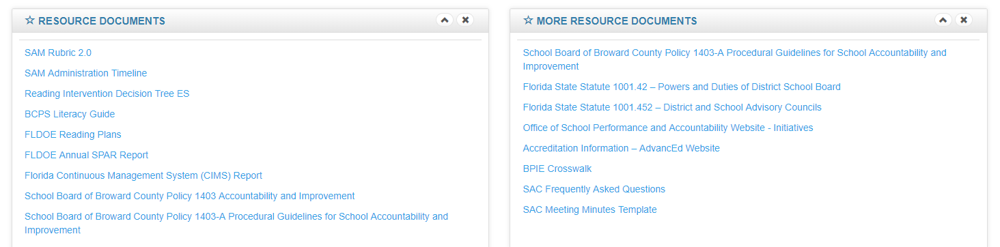 RESOURCE DOCUMENTS
SAM Rubric 2.0
SAM Administration Timeline
Reading Intervention Decision Tree ES
BCPS Literacy Guide
FLDOE Reading Plans
FLDOE Annual SPAR Report
Florida Continuous Management System (CIMS) Report
School Board of Broward County Policy 1403 Accountability and Improvement
School Board of Broward County Policy 1403-A Procedural Guidelines for School Accountability and
Improvement
MORE RESOURCE DOCUMENTS
School Board of Broward County Policy 1403-A Procedural Guidelines for School Accountability and
Improvement
Florida State Statute 1001.42 – Powers and Duties of District School Board
Florida State Statute 1001.452 – District and School Advisory Councils
Office of School Performance and Accountability Website - Initiatives
Accreditation Information – AdvancEd Website
BPIE Crosswalk
SAC Frequently Asked Questions
SAC Meeting Minutes Template